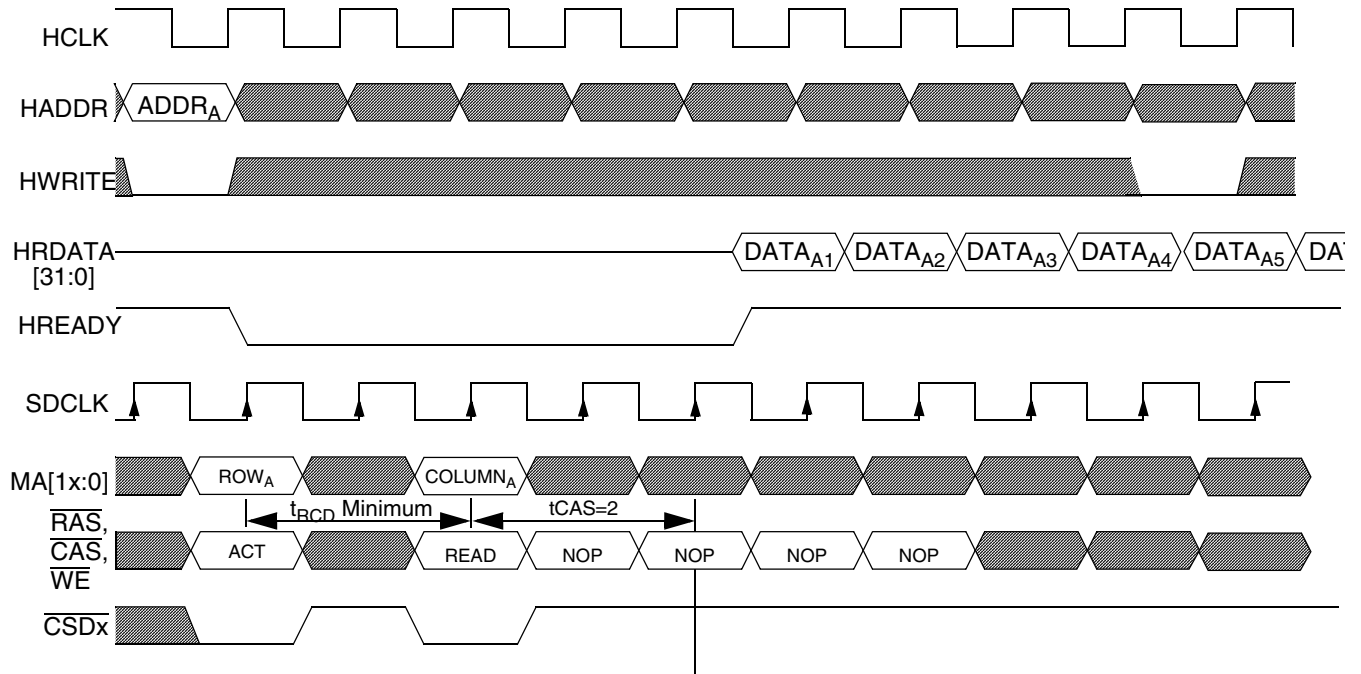 HCLK
HADDR ADDRA
HWRITE
HRDATA DATAA1 DATAA2 DATAA3 DATAA4 DATAA5 DAT
[31:0]
HREADY
SDCLK
MA[1x:0] ROWA COLUMNA
tRCD Minimum tCAS=2
RAS,
CAS, ACT READ NOP NOP NOP NOP
WE
CSDx